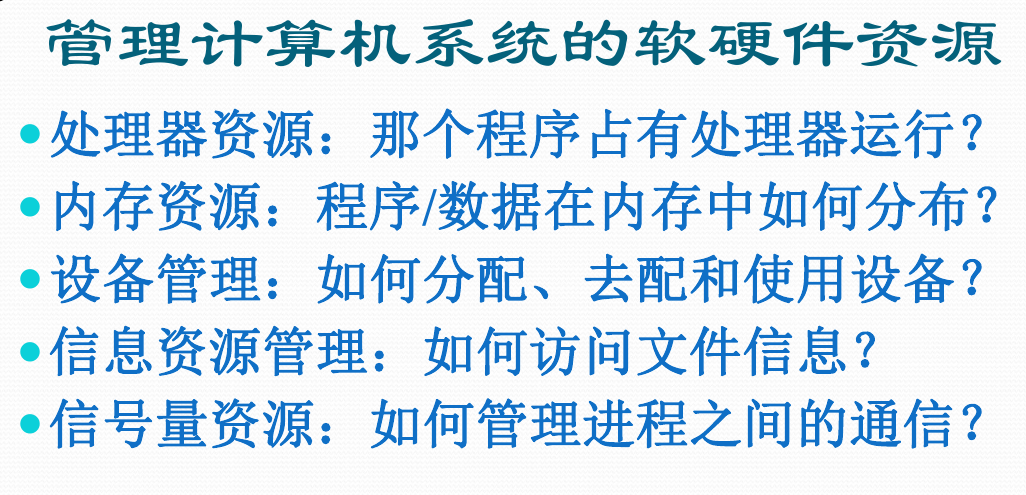 管理计算机系统的软硬件资源
•处理器资源：那个程序占有处理器运行？
•内存资源：程序/数据在内存中如何分布？
•设备管理：如何分配、去配和使用设备？
•信息资源管理：如何访问文件信息？
•信号量资源：如何管理进程之间的通信？